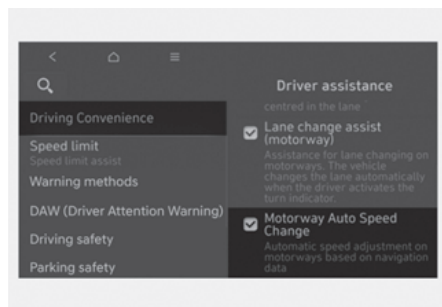 Driver assistance
Driving Convenience
Speed limit
Speed limit assist
Warning methods
DAW (Driver Attention Warning)
Driving safety
Parking safety
centred in the lane
Lane change assist
(motorway)
Assistance for lane changing on
motorways. The vehicle
changes the lane automatically
when the driver activates the
turn indicator.
Motorway Auto Speed
Change
Automatic speed adjustment on
motorways based on navigation
data